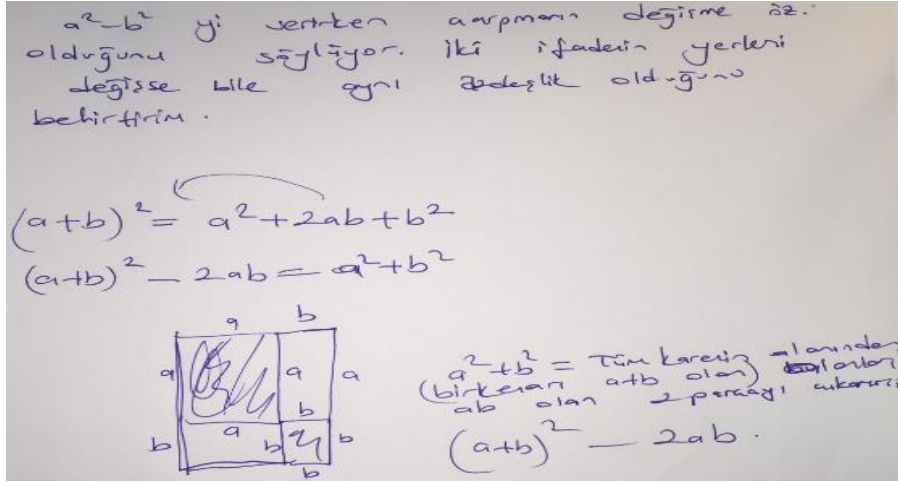 a²-b² yi verirken çarpmanın değişme öz.
olduğunu söylüyor. İki ifadenin yerleri
değişse bile aynı özdeşlik olduğunu
belirtirim.
(a+b)² = a²+2ab+b²
(a+b)² - 2ab = a²+b²
a b
a a a
b
a
b b b
b
a²+b² = Tüm karenin alanından
(bir kenarı a+b olan) alanları
ab olan 2 parçayı çıkarırız
(a+b)² - 2ab.